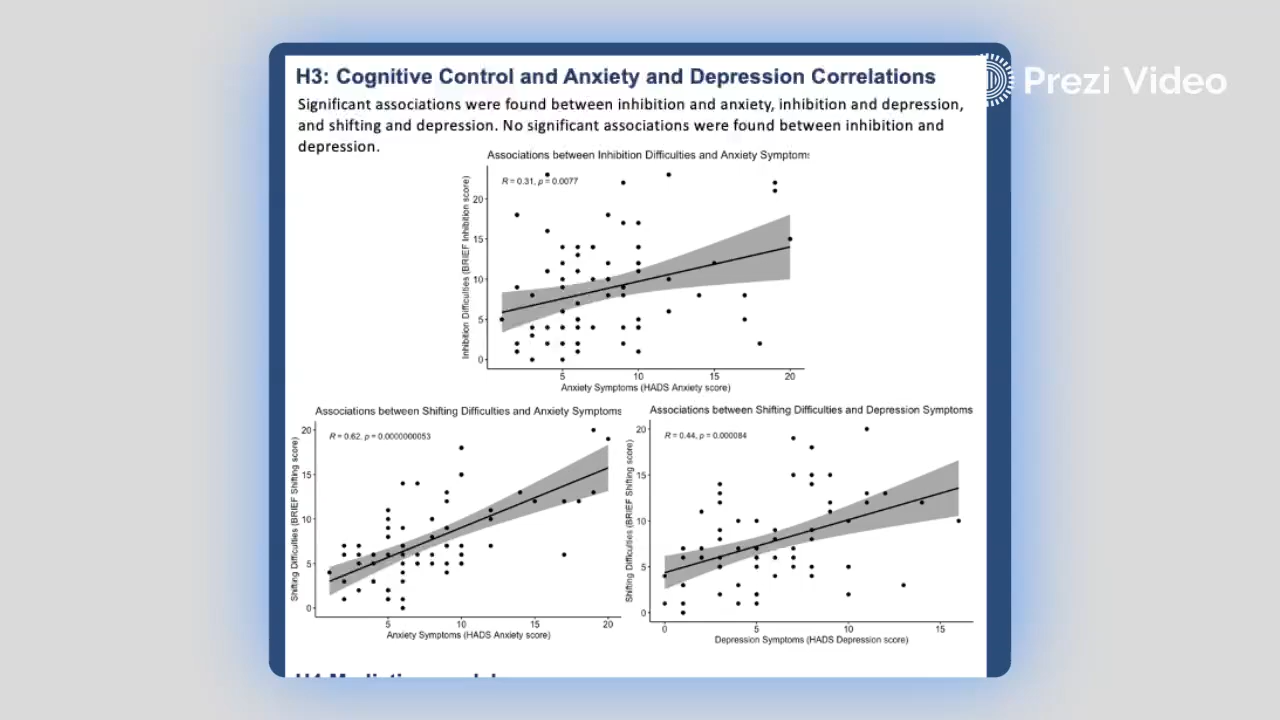 H3: Cognitive Control and Anxiety and Depression Correlations
Prezi Video
Significant associations were found between inhibition and anxiety, inhibition and depression,
and shifting and depression. No significant associations were found between inhibition and
depression.
Associations between Inhibition Difficulties and Anxiety Symptom
R = 0.31, p = 0.0077
Inhibition Difficulties (BRIEF Inhibition score)
20
15
10
5
0
5 10 15 20
Anxiety Symptoms (HADS Anxiety score)
Associations between Shifting Difficulties and Anxiety Symptoms
R = 0.62, p = 0.0000000053
Shifting Difficulties (BRIEF Shifting score)
20
15
10
5
0
5 10 15 20
Anxiety Symptoms (HADS Anxiety score)
Associations between Shifting Difficulties and Depression Symptoms
R = 0.44, p = 0.000084
Shifting Difficulties (BRIEF Shifting score)
20
15
10
5
0
0 5 10 15
Depression Symptoms (HADS Depression score)